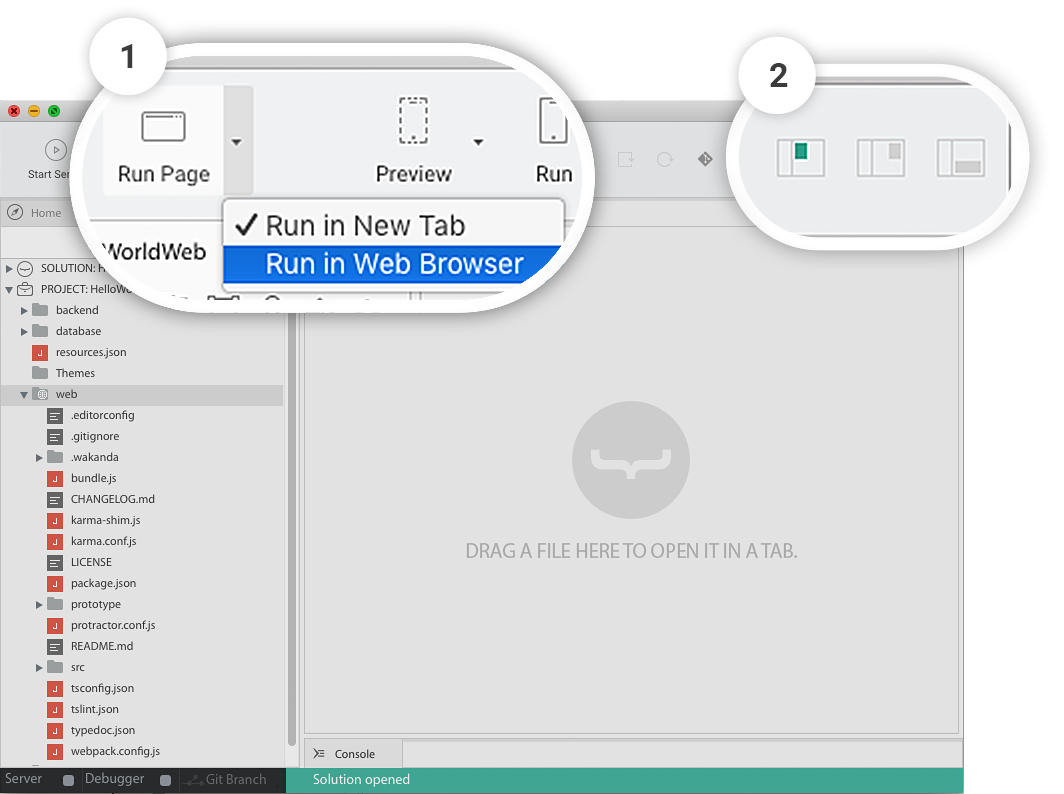 1
2
Run Page
Preview
Run
Start Ser
Run in New Tab
Run in Web Browser
Home
WorldWeb
SOLUTION: H
PROJECT: HelloWo
backend
database
resources.json
Themes
web
.editorconfig
.gitignore
.wakanda
bundle.js
CHANGELOG.md
karma-shim.js
karma.conf.js
LICENSE
package.json
prototype
protractor.conf.js
README.md
src
tsconfig.json
tslint.json
typedoc.json
webpack.config.js
DRAG A FILE HERE TO OPEN IT IN A TAB.
Console
Server
Debugger
Git Branch
Solution opened